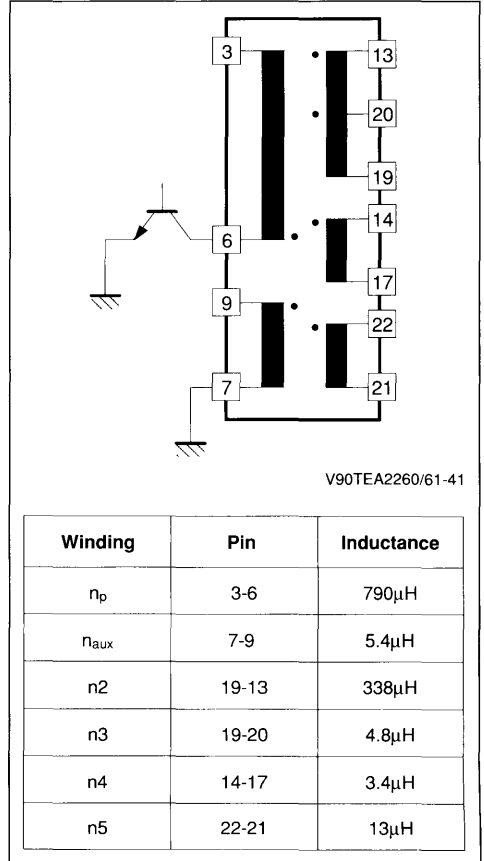 3
13
20
19
14
6
17
9
22
7
21
V90TEA2260/61-41
Winding Pin Inductance
np 3-6 790µH
naux 7-9 5.4µH
n2 19-13 338µH
n3 19-20 4.8µH
n4 14-17 3.4µH
n5 22-21 13µH